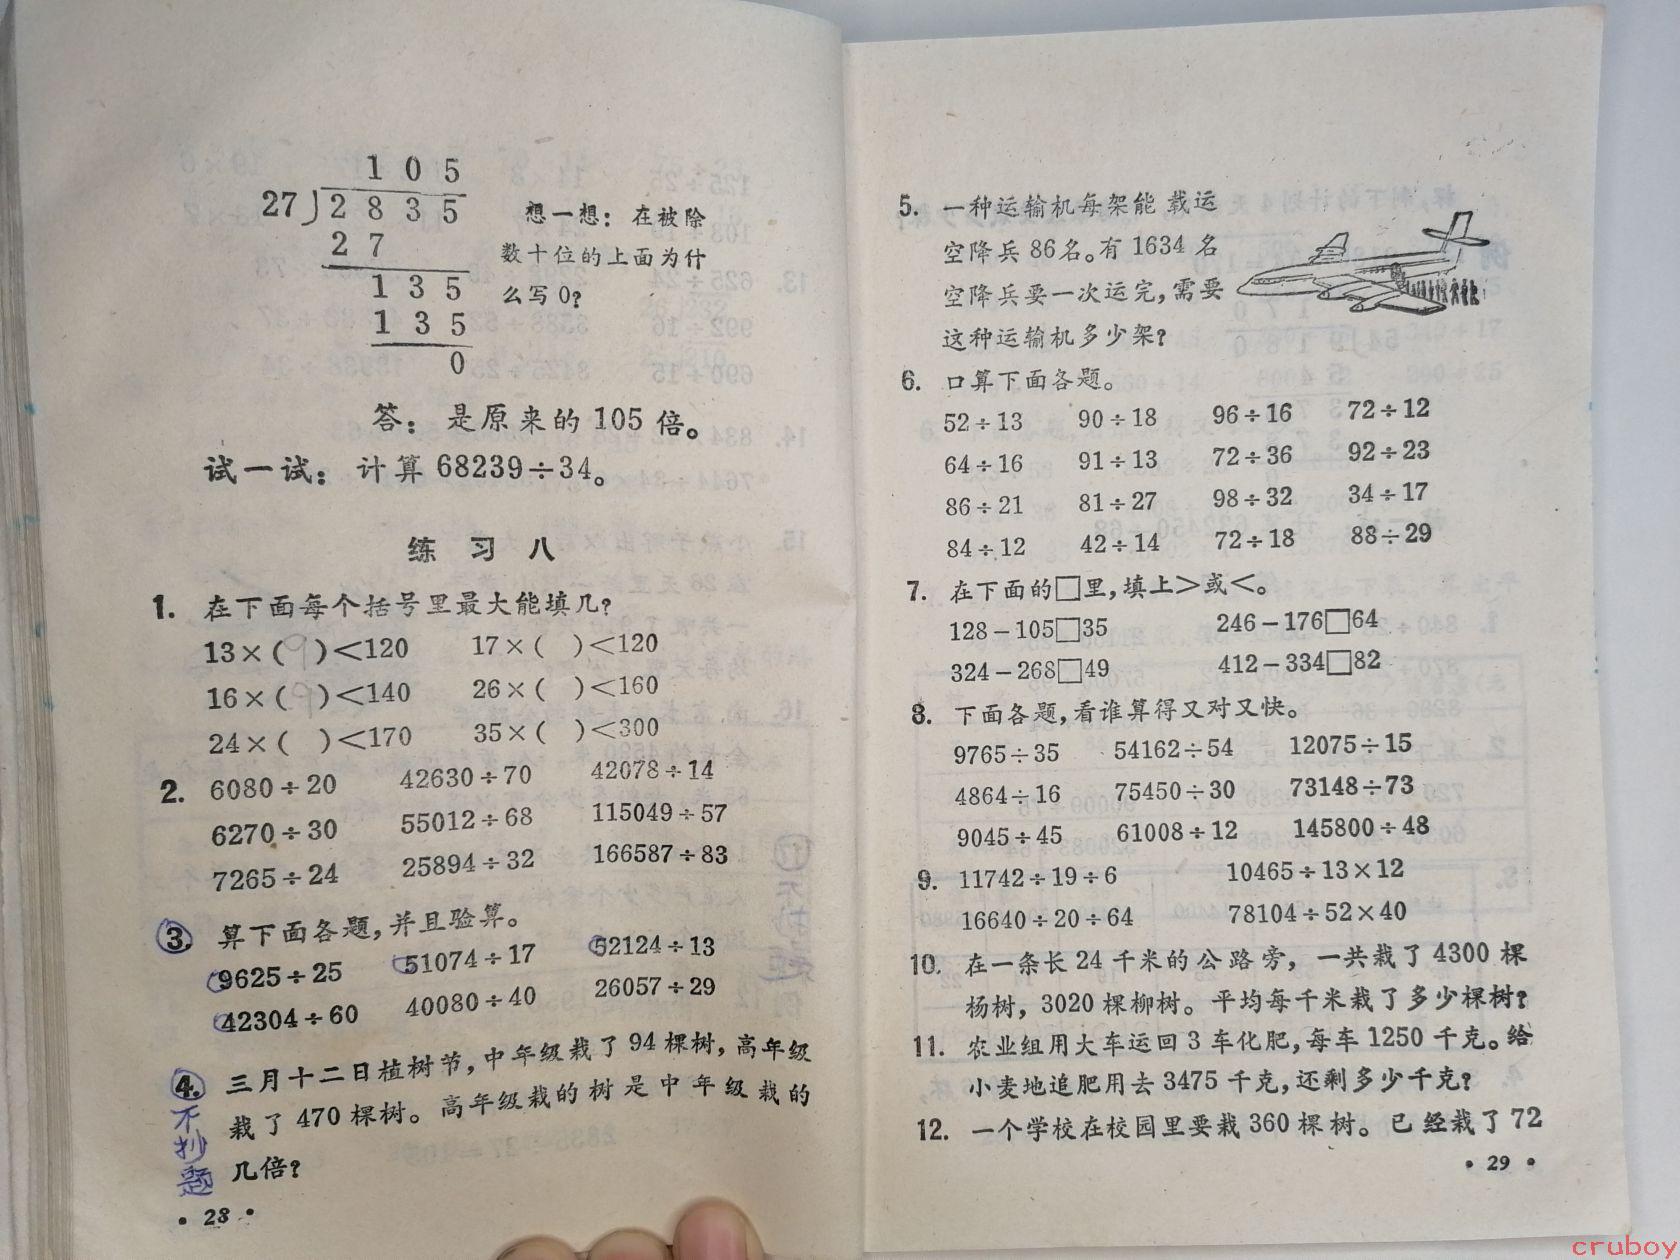 105
27)2835
27
135
135
0
想一想：在被除
数十位的上面为什
么写0？
答：是原来的105倍。
试一试：计算68239÷34。
练习八
1. 在下面每个括号里最大能填几？
13×(9)<120 17×( )<120
16×( )<140 26×( )<160
24×( )<170 35×( )<300
2. 6080÷20 42630÷70 42078÷14
6270÷30 55012÷68 115049÷57
7265÷24 25894÷32 166587÷83
3. 算下面各题，并且验算。
9625÷25 51074÷17 52124÷13
42304÷60 40080÷40 26057÷29
4. 三月十二日植树节，中年级栽了94棵树，高年级
栽了470棵树。高年级栽的树是中年级栽的
几倍？
不抄题
·28·
5. 一种运输机每架能载运
空降兵86名。有1634名
空降兵要一次运完，需要
这种运输机多少架？
6. 口算下面各题。
52÷13 90÷18 96÷16 72÷12
64÷16 91÷13 72÷36 92÷23
86÷21 81÷27 98÷32 34÷17
84÷12 42÷14 72÷18 88÷29
7. 在下面的□里，填上>或<。
128－105□35 246－176□64
324－268□49 412－334□82
8. 下面各题，看谁算得又对又快。
9765÷35 54162÷54 12075÷15
4864÷16 75450÷30 73148÷73
9045÷45 61008÷12 145800÷48
9. 11742÷19÷6 10465÷13×12
16640÷20÷64 78104÷52×40
10. 在一条长24千米的公路旁，一共栽了4300棵
杨树，3020棵柳树。平均每千米栽了多少棵树？
11. 农业组用大车运回3车化肥，每车1250千克。给
小麦地追肥用去3475千克，还剩多少千克？
12. 一个学校在校园里要栽360棵树。已经栽了72
·29·
cruboy